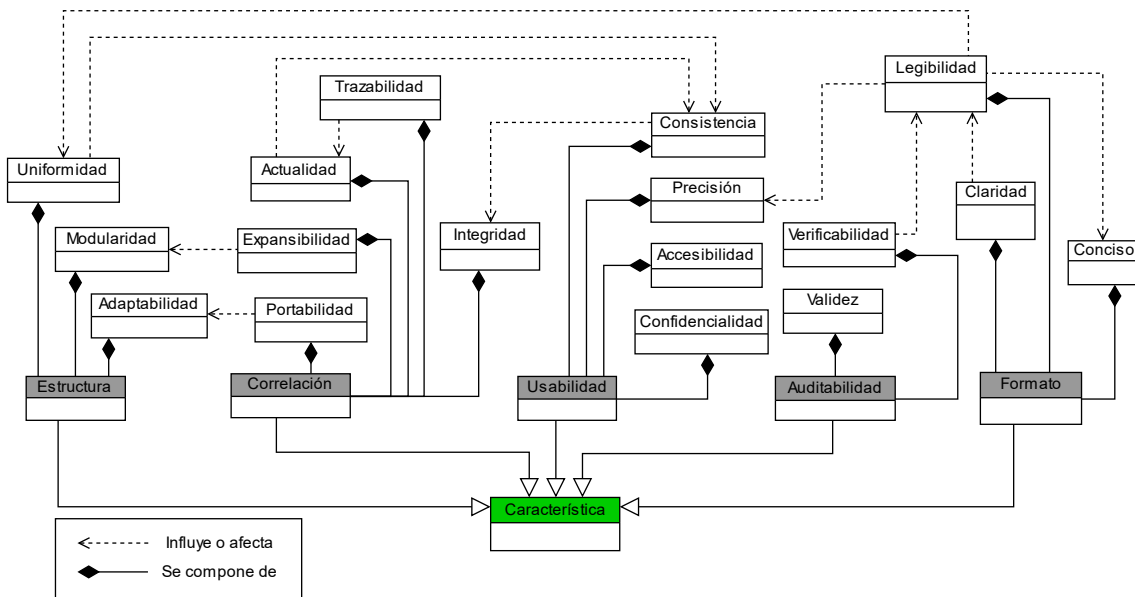 Legibilidad
Trazabilidad
Consistencia
Uniformidad
Actualidad
Precisión
Claridad
Modularidad
Expansibilidad
Integridad
Verificabilidad
Conciso
Accesibilidad
Adaptabilidad
Portabilidad
Validez
Confidencialidad
Estructura
Correlación
Usabilidad
Auditabilidad
Formato
Característica
Influye o afecta
Se compone de